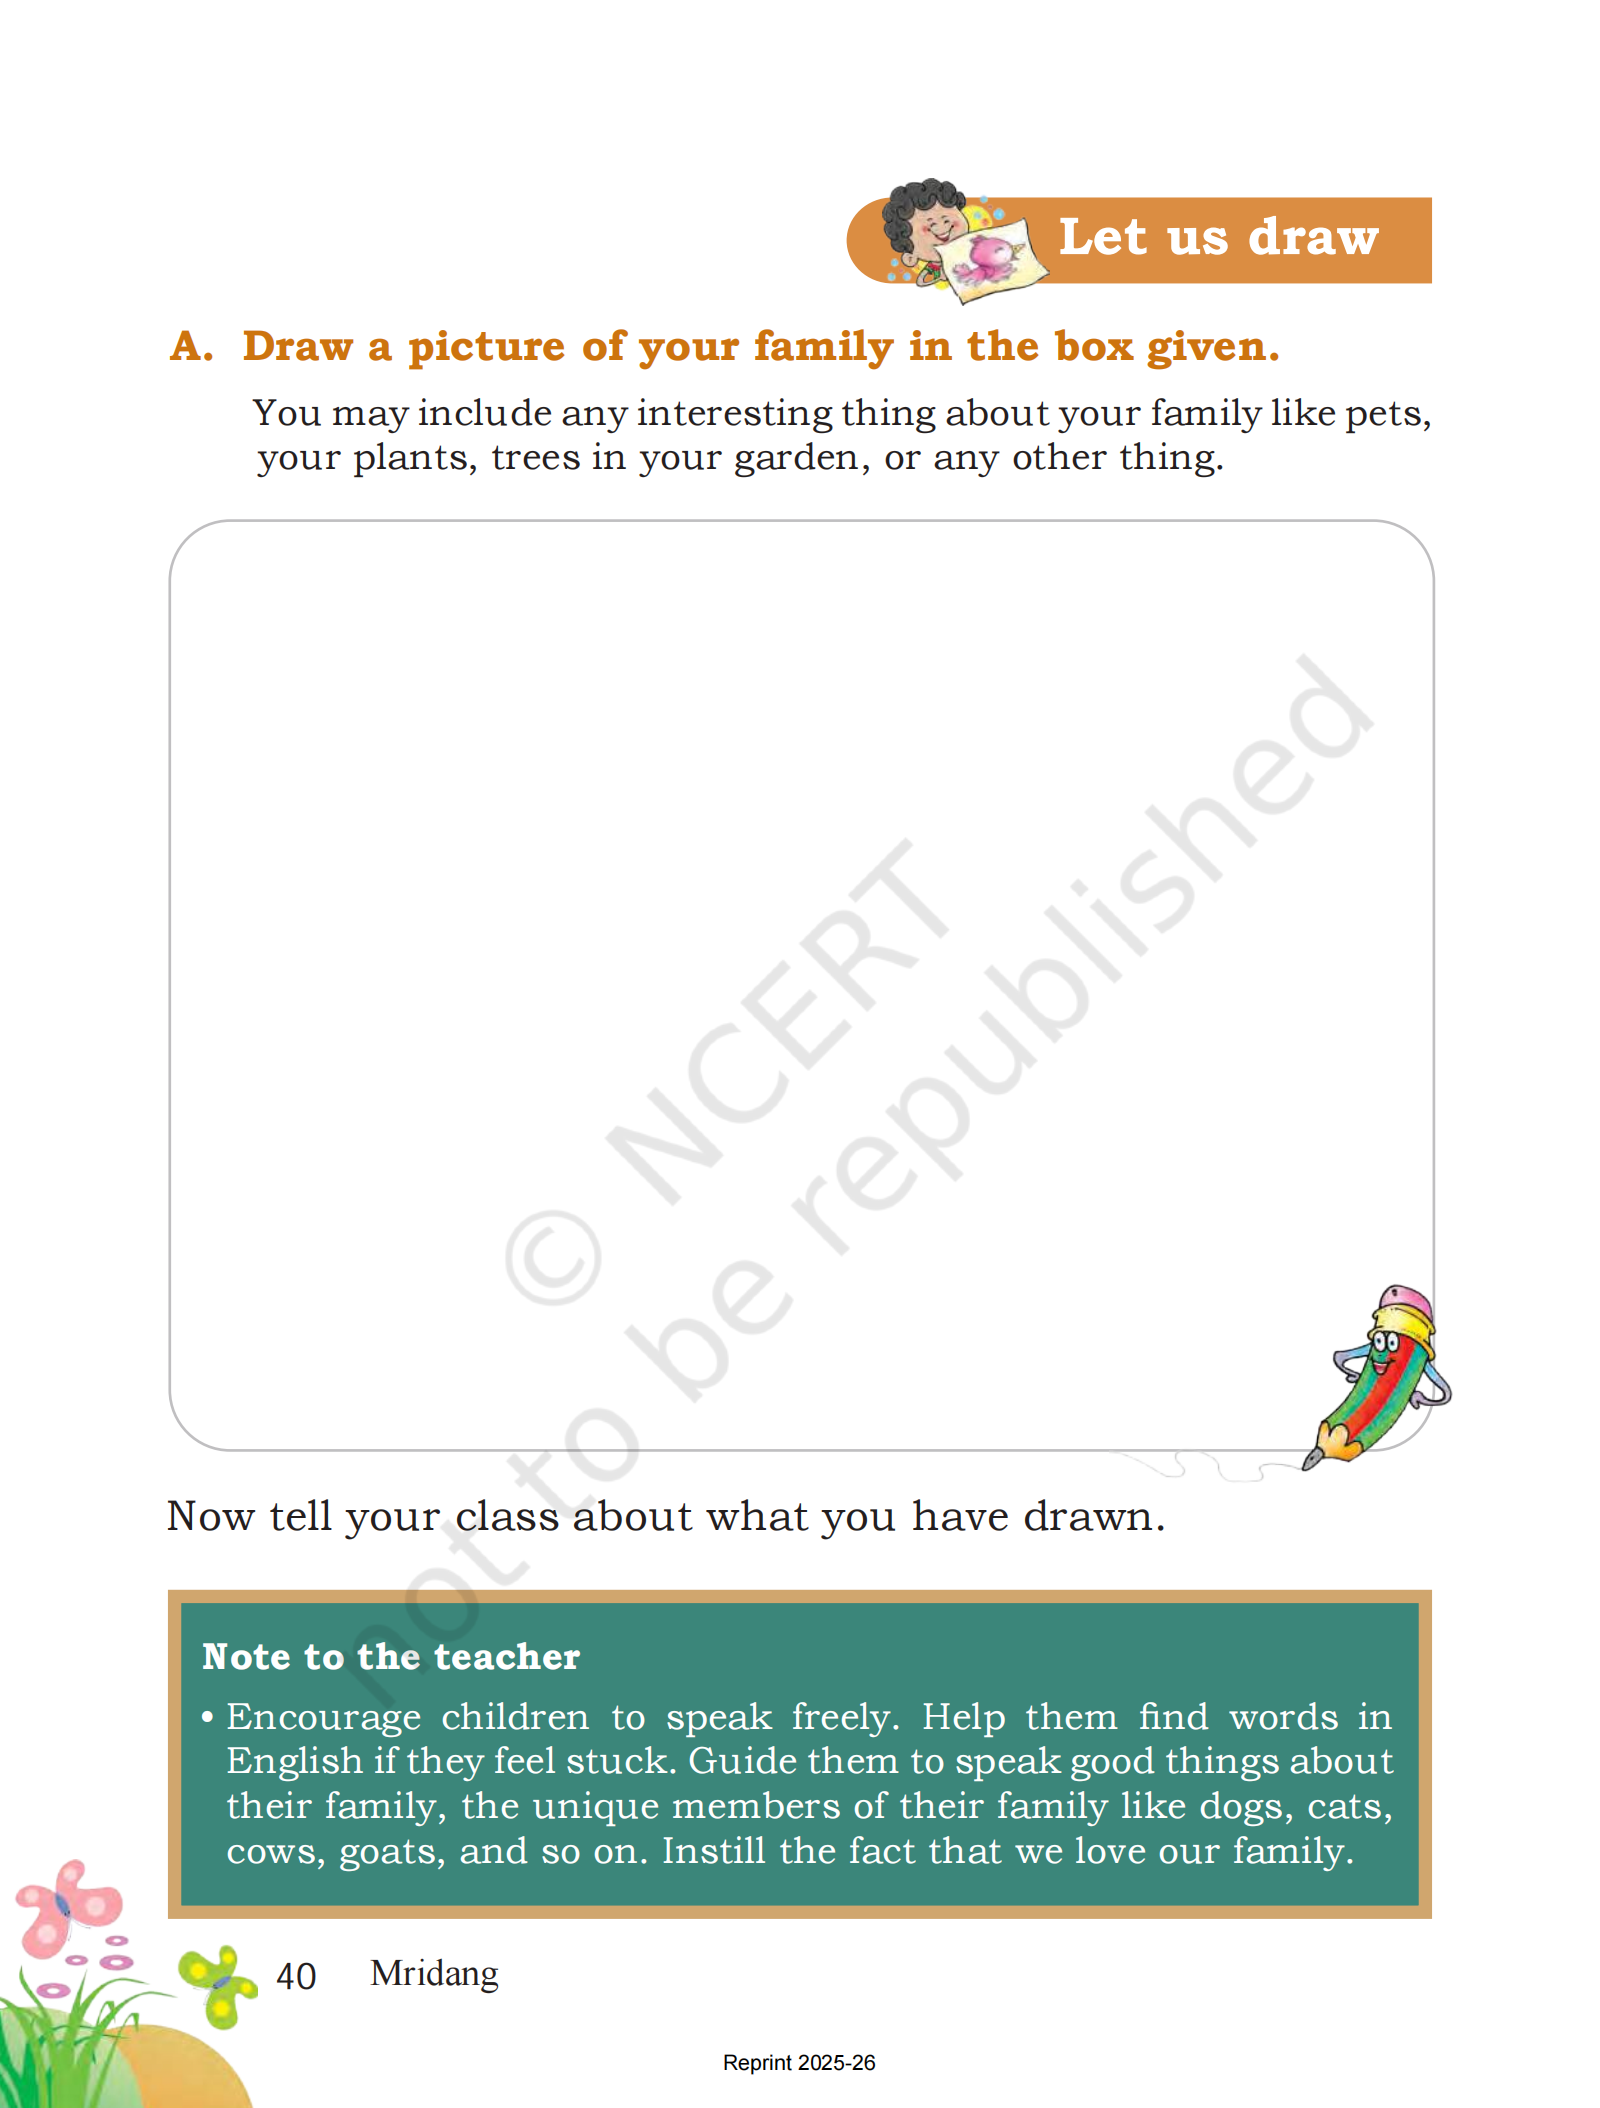 Let us draw
A. Draw a picture of your family in the box given.
You may include any interesting thing about your family like pets,
your plants, trees in your garden, or any other thing.
© NCERT
not to be republished
Now tell your class about what you have drawn.
Note to the teacher
• Encourage children to speak freely. Help them find words in
English if they feel stuck. Guide them to speak good things about
their family, the unique members of their family like dogs, cats,
cows, goats, and so on. Instill the fact that we love our family.
40 Mridang
Reprint 2025-26